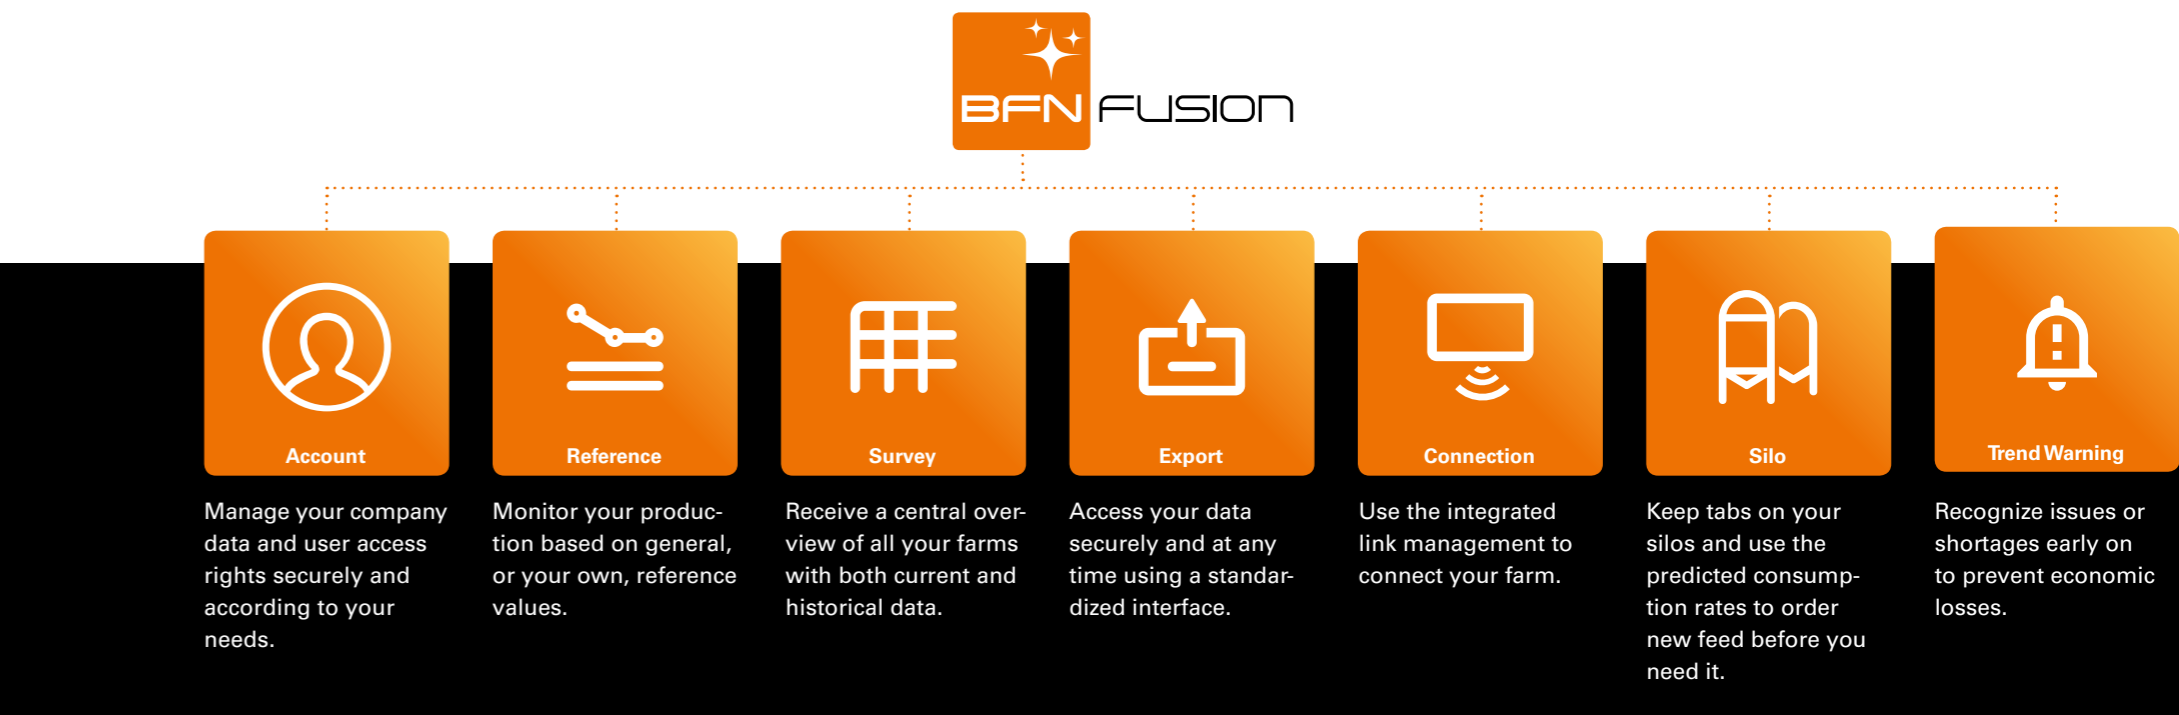 BFN FUSION
Account
Manage your company
data and user access
rights securely and
according to your
needs.
Reference
Monitor your produc-
tion based on general,
or your own, reference
values.
Survey
Receive a central over-
view of all your farms
with both current and
historical data.
Export
Access your data
securely and at any
time using a standar-
dized interface.
Connection
Use the integrated
link management to
connect your farm.
Silo
Keep tabs on your
silos and use the
predicted consump-
tion rates to order
new feed before you
need it.
Trend Warning
Recognize issues or
shortages early on
to prevent economic
losses.